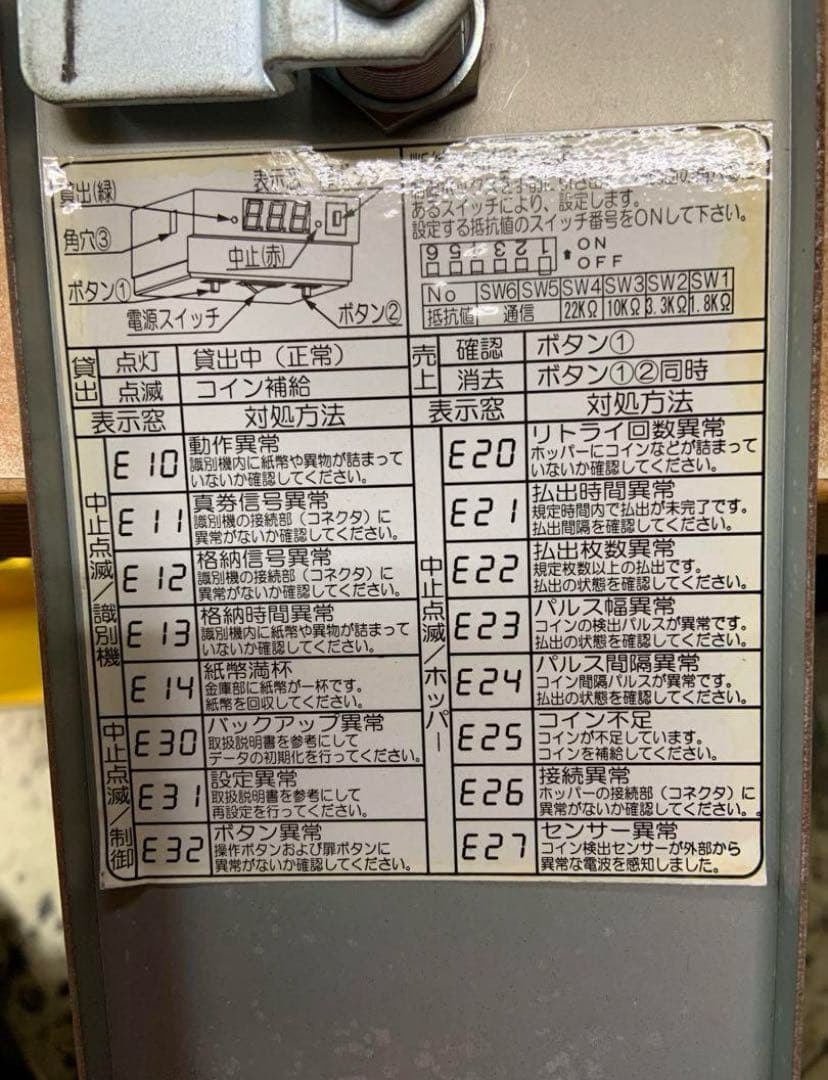 表示窓
貸出(緑)
角穴③
中止(赤)
ボタン①
ボタン②
電源スイッチ
あるスイッチにより、設定します。
設定する抵抗値のスイッチ番号をONして下さい。
1 2 3 4 5 6
ON
OFF
No SW6 SW5 SW4 SW3 SW2 SW1
抵抗値 通信 22KΩ 10KΩ 3.3KΩ 1.8KΩ
貸出 点灯 貸出中(正常)
点滅 コイン補給
売上 確認 ボタン①
消去 ボタン①②同時
表示窓 対処方法
中止点滅/識別機
E10 動作異常
識別機内に紙幣や異物が詰まって
いないか確認してください。
E11 真券信号異常
識別機の接続部(コネクタ)に
異常がないか確認してください。
E12 格納信号異常
識別機の接続部(コネクタ)に
異常がないか確認してください。
E13 格納時間異常
識別機内に紙幣や異物が詰まって
いないか確認してください。
E14 紙幣満杯
金庫部に紙幣が一杯です。
紙幣を回収してください。
中止点滅/制御
E30 バックアップ異常
取扱説明書を参考にして
データの初期化を行ってください。
E31 設定異常
取扱説明書を参考にして
再設定を行ってください。
E32 ボタン異常
操作ボタンおよび扉ボタンに
異常がないか確認してください。
表示窓 対処方法
中止点滅/ホッパー
E20 リトライ回数異常
ホッパーにコインなどが詰まって
いないか確認してください。
E21 払出時間異常
規定時間内で払出が未完了です。
払出間隔を確認してください。
E22 払出枚数異常
規定枚数以上の払出です。
払出の状態を確認してください。
E23 パルス幅異常
コインの検出パルスが異常です。
払出の状態を確認してください。
E24 パルス間隔異常
コイン間隔パルスが異常です。
払出の状態を確認してください。
E25 コイン不足
コインが不足しています。
コインを補給してください。
E26 接続異常
ホッパーの接続部(コネクタ)に
異常がないか確認してください。
E27 センサー異常
コイン検出センサーが外部から
異常な電波を感知しました。